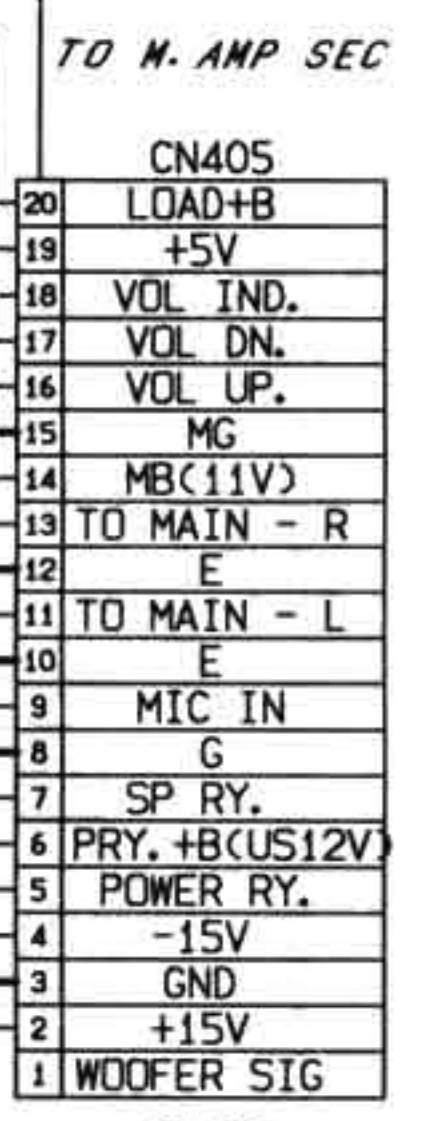 TO M. AMP SEC
CN405
20 LOAD+B
19 +5V
18 VOL IND.
17 VOL DN.
16 VOL UP.
15 MG
14 MB(11V)
13 TO MAIN - R
12 E
11 TO MAIN - L
10 E
9 MIC IN
8 G
7 SP RY.
6 PRY.+B(US12V)
5 POWER RY.
4 -15V
3 GND
2 +15V
1 WOOFER SIG